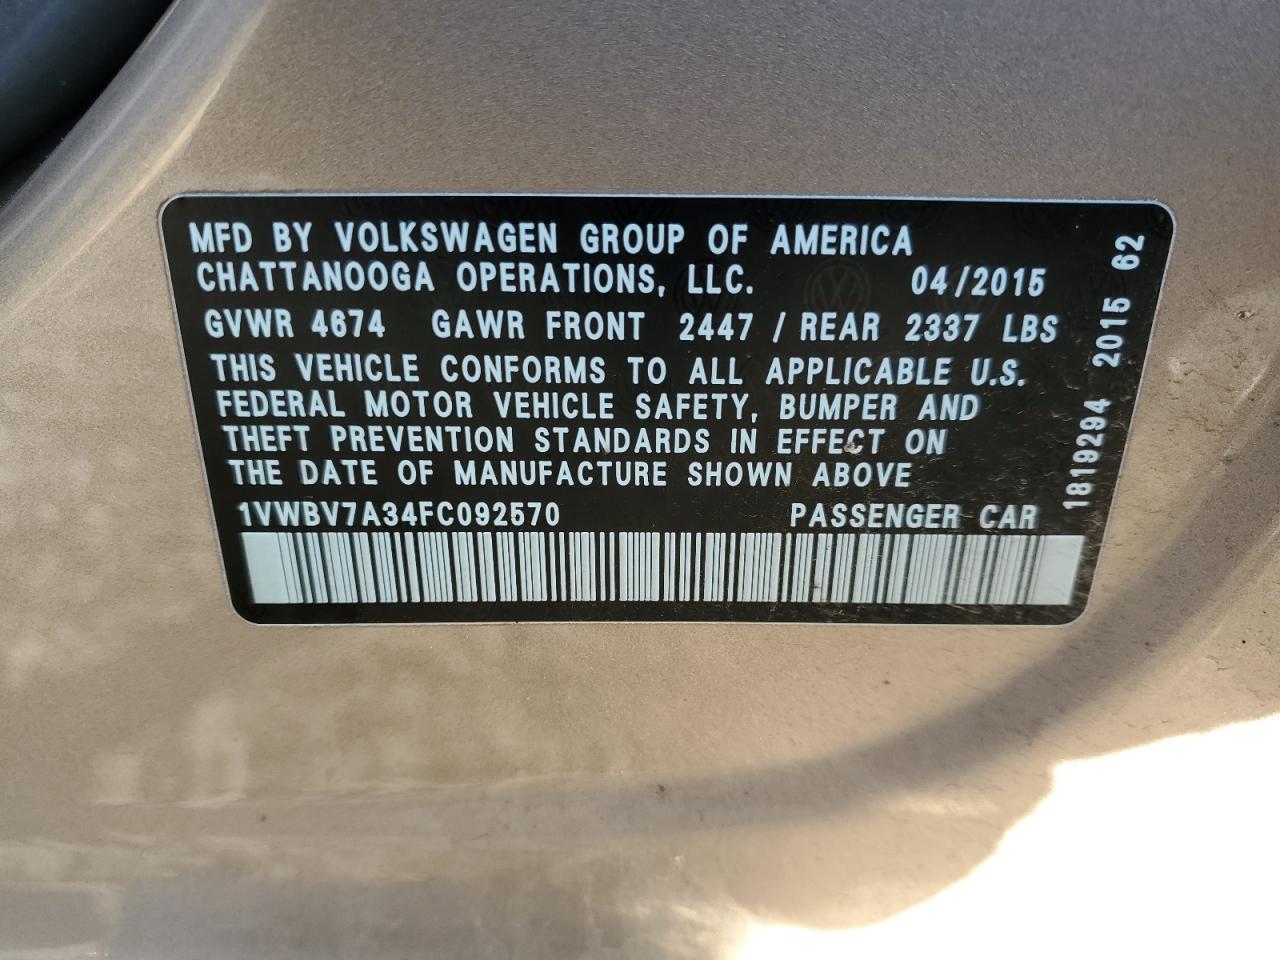 MFD BY VOLKSWAGEN GROUP OF AMERICA
CHATTANOOGA OPERATIONS, LLC. 04/2015
GVWR 4674 GAWR FRONT 2447 / REAR 2337 LBS
THIS VEHICLE CONFORMS TO ALL APPLICABLE U.S.
FEDERAL MOTOR VEHICLE SAFETY, BUMPER AND
THEFT PREVENTION STANDARDS IN EFFECT ON
THE DATE OF MANUFACTURE SHOWN ABOVE
1VWBV7A34FC092570 PASSENGER CAR
1819294 2015 62